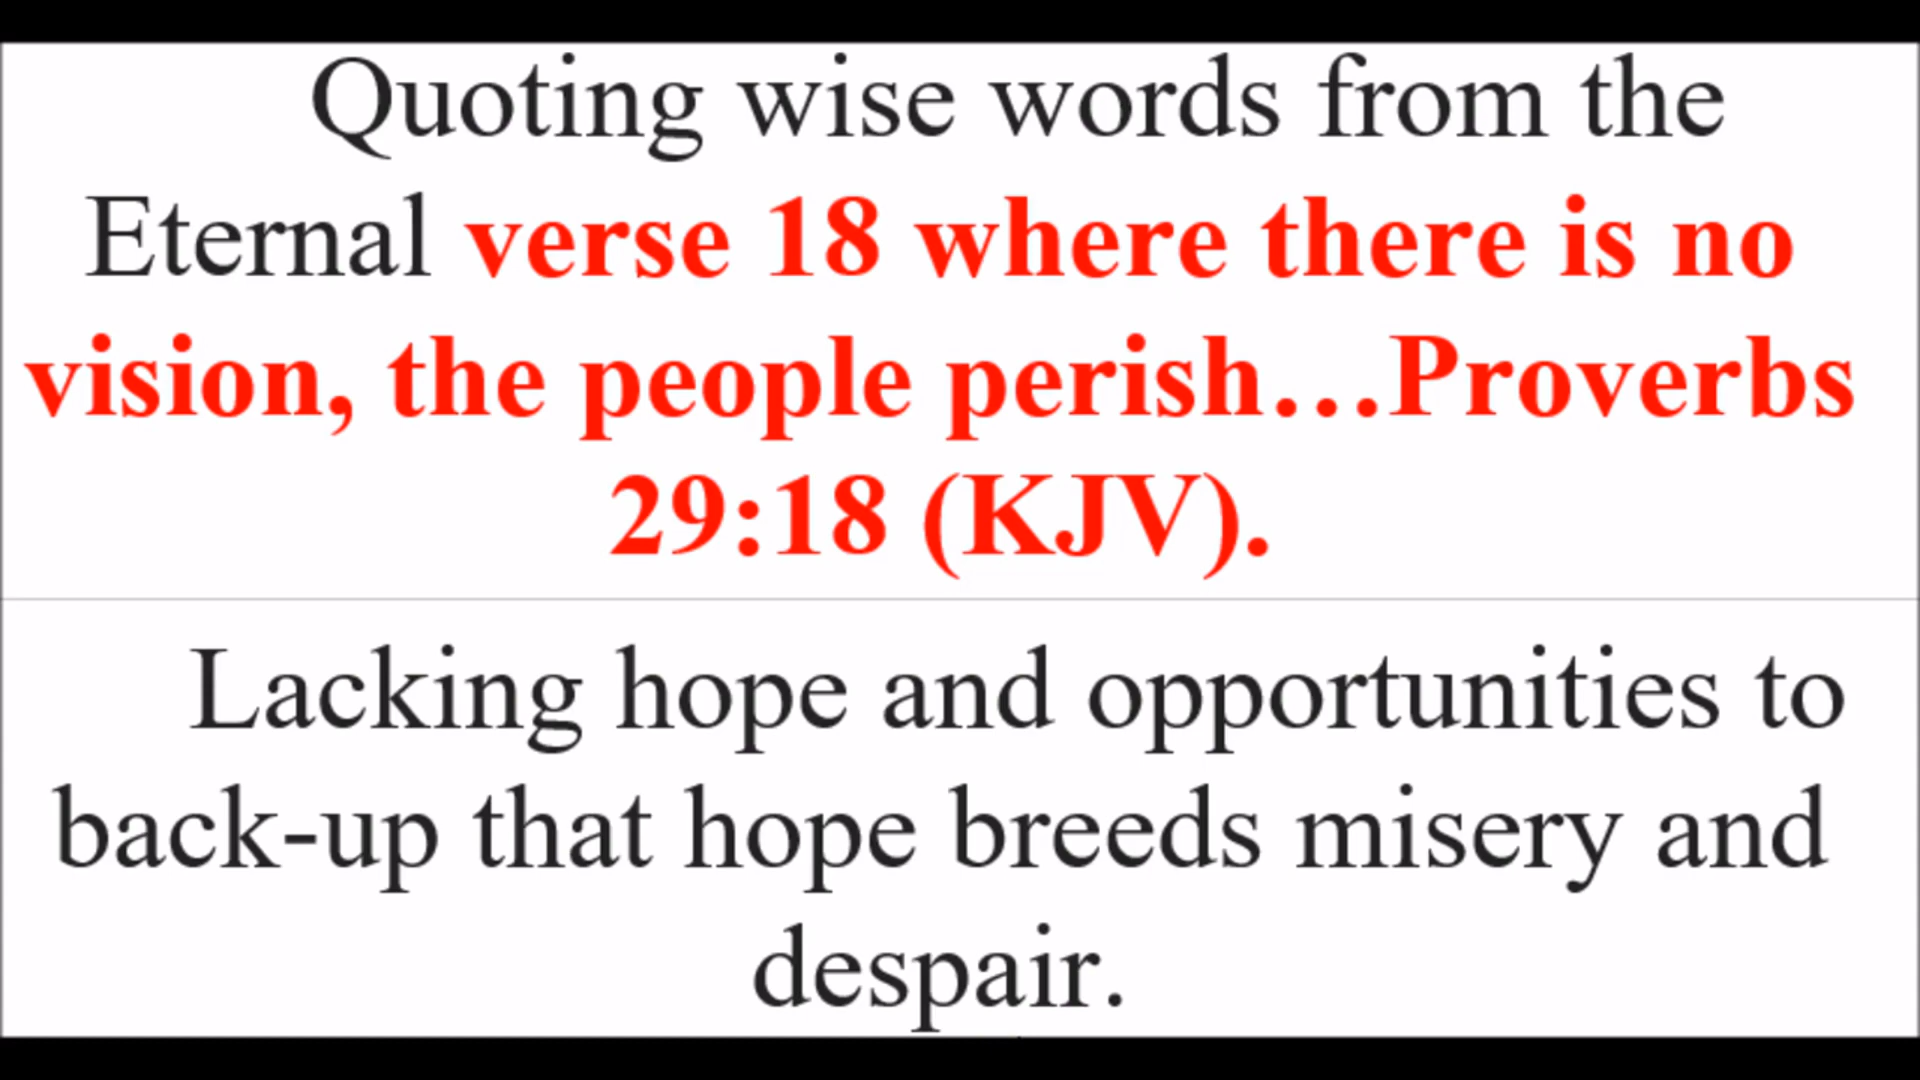 Quoting wise words from the
Eternal verse 18 where there is no
vision, the people perish…Proverbs
29:18 (KJV).
Lacking hope and opportunities to
back-up that hope breeds misery and
despair.